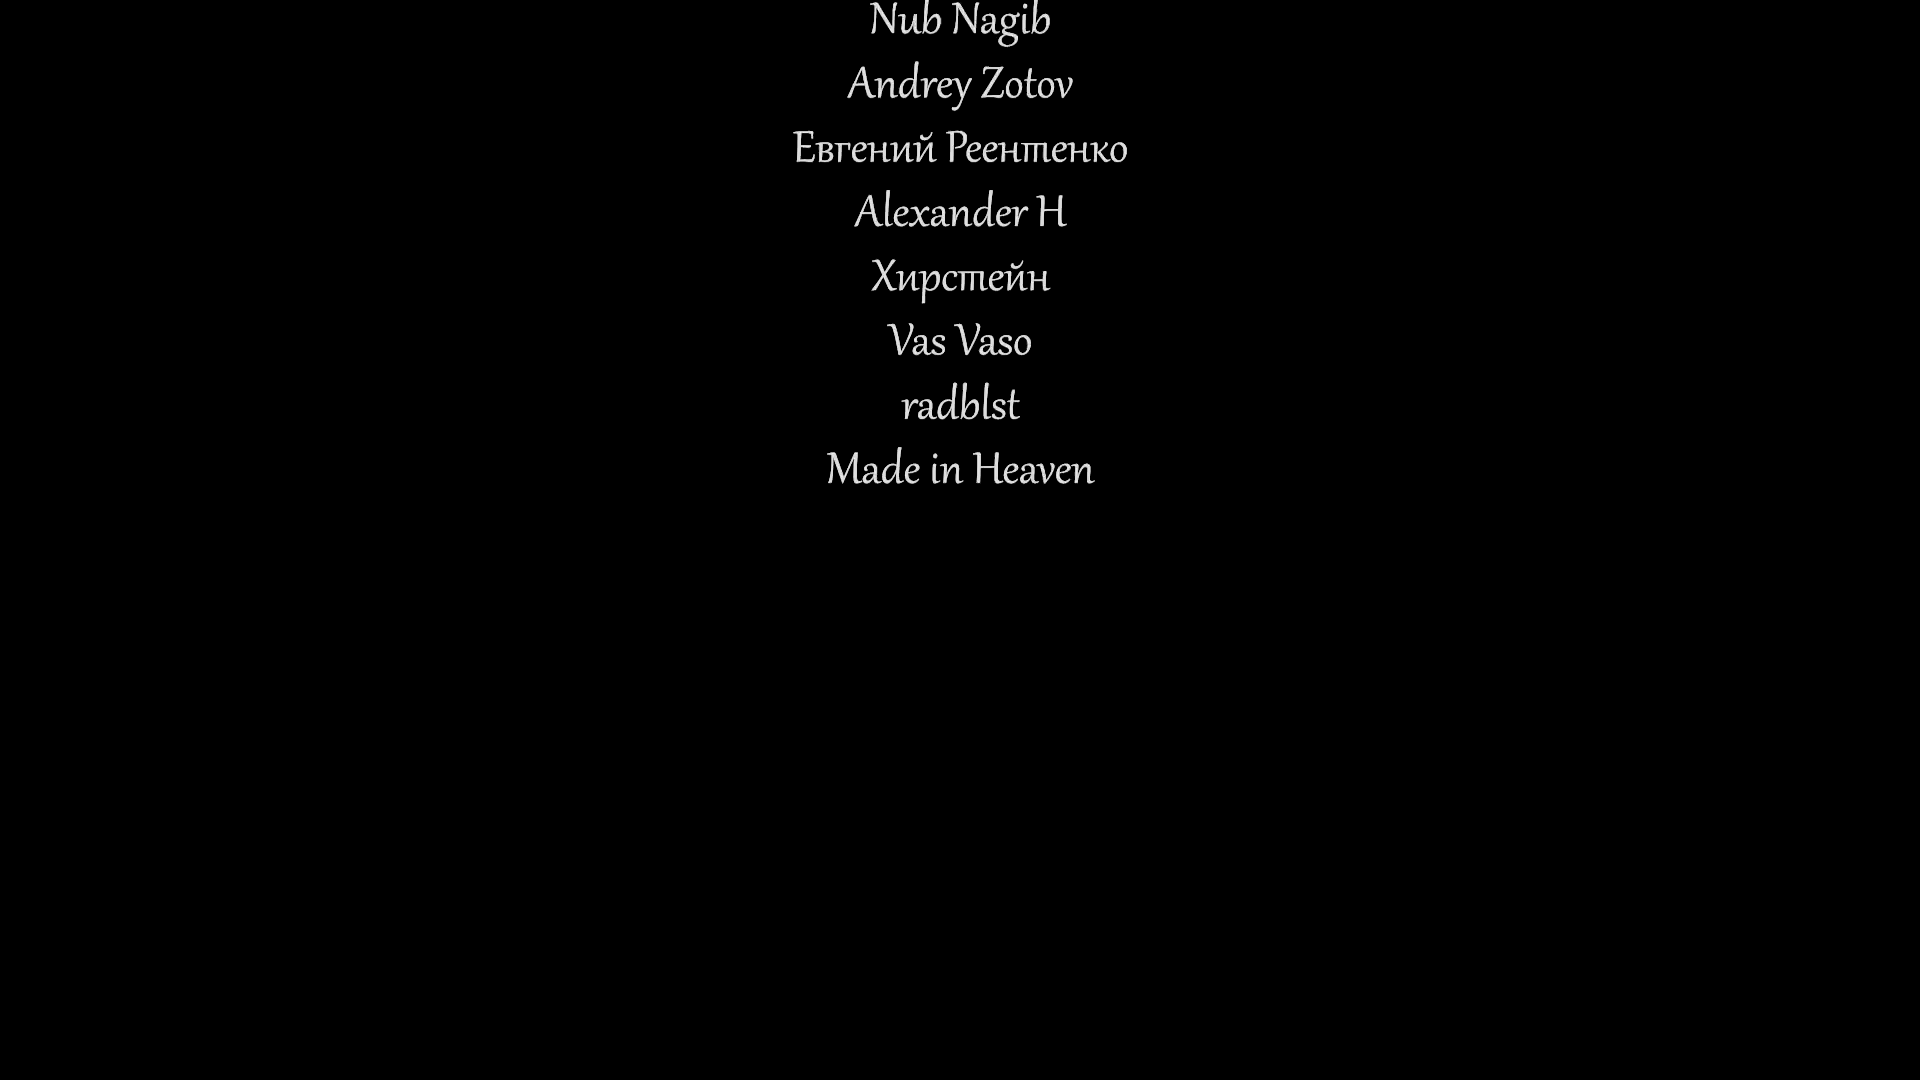 Nub Nagib
Andrey Zotov
Евгений Реентенко
Alexander H
Хирстейн
Vas Vaso
radblst
Made in Heaven